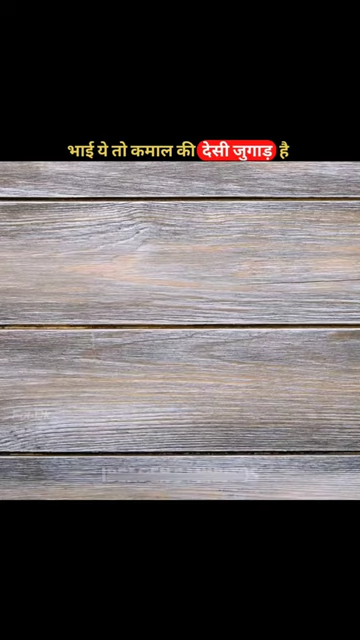 भाई ये तो कमाल की देसी जुगाड़ है